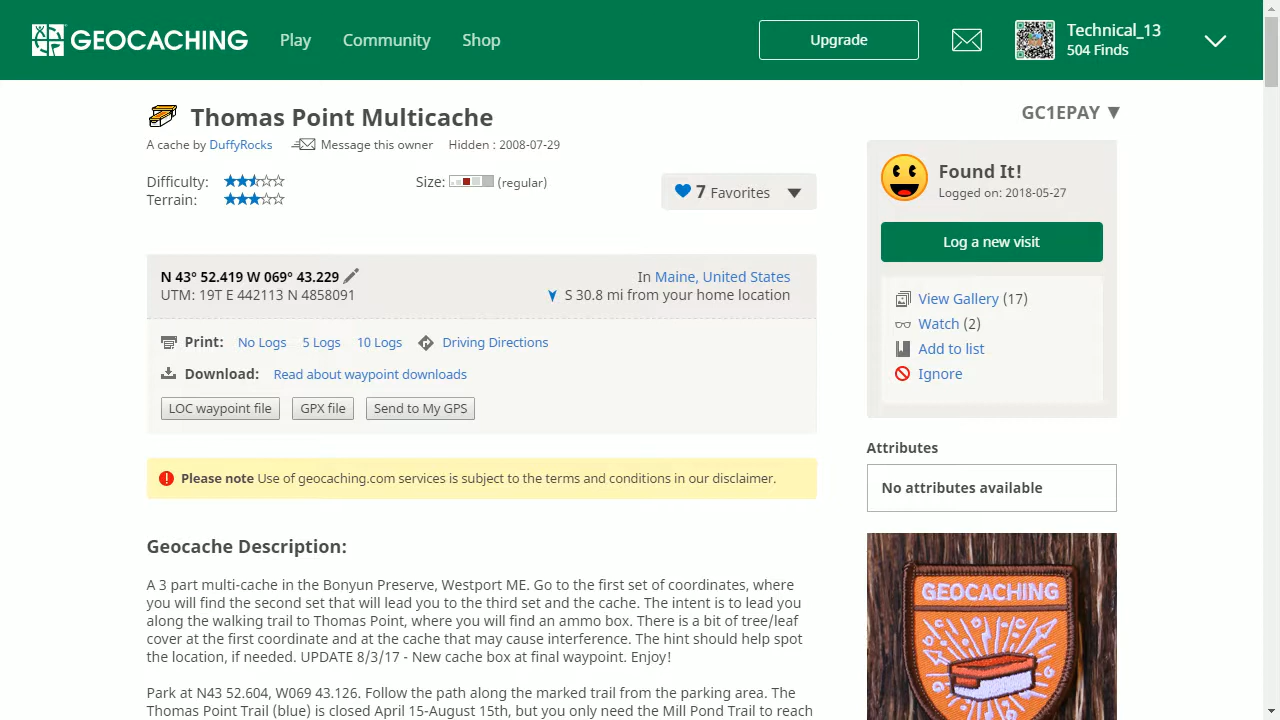 GEOCACHING
Play
Community
Shop
Upgrade
Technical_13
504 Finds
Thomas Point Multicache
GC1EPAY ▼
A cache by DuffyRocks
Message this owner
Hidden : 2008-07-29
Difficulty:
Terrain:
Size: (regular)
7 Favorites
Found It!
Logged on: 2018-05-27
Log a new visit
View Gallery (17)
Watch (2)
Add to list
Ignore
N 43° 52.419 W 069° 43.229
UTM: 19T E 442113 N 4858091
In Maine, United States
S 30.8 mi from your home location
Print: No Logs 5 Logs 10 Logs Driving Directions
Download: Read about waypoint downloads
LOC waypoint file
GPX file
Send to My GPS
Attributes
No attributes available
Please note Use of geocaching.com services is subject to the terms and conditions in our disclaimer.
Geocache Description:
A 3 part multi-cache in the Bonyun Preserve, Westport ME. Go to the first set of coordinates, where
you will find the second set that will lead you to the third set and the cache. The intent is to lead you
along the walking trail to Thomas Point, where you will find an ammo box. There is a bit of tree/leaf
cover at the first coordinate and at the cache that may cause interference. The hint should help spot
the location, if needed. UPDATE 8/3/17 - New cache box at final waypoint. Enjoy!
Park at N43 52.604, W069 43.126. Follow the path along the marked trail from the parking area. The
Thomas Point Trail (blue) is closed April 15-August 15th, but you only need the Mill Pond Trail to reach
GEOCACHING